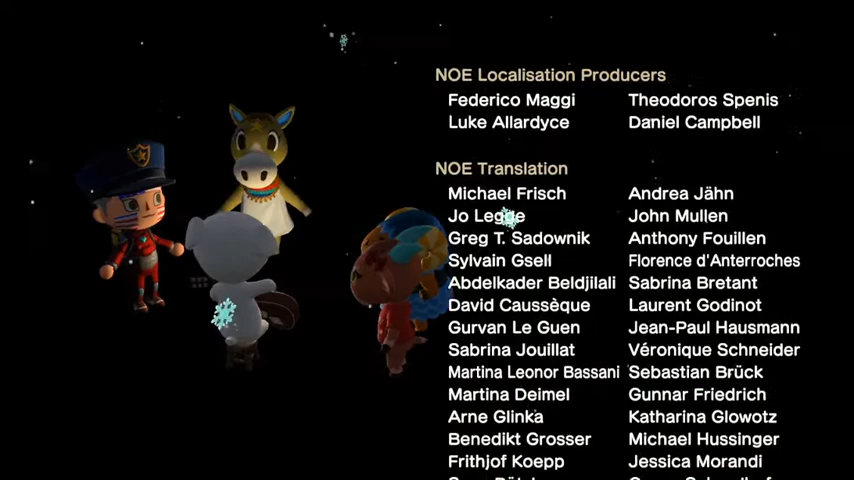 NOE Localisation Producers
Federico Maggi Theodoros Spenis
Luke Allardyce Daniel Campbell
NOE Translation
Michael Frisch Andrea Jähn
Jo Legge John Mullen
Greg T. Sadownik Anthony Fouillen
Sylvain Gsell Florence d'Anterroches
Abdelkader Beldjilali Sabrina Bretant
David Caussèque Laurent Godinot
Gurvan Le Guen Jean-Paul Hausmann
Sabrina Jouillat Véronique Schneider
Martina Leonor Bassani Sebastian Brück
Martina Deimel Gunnar Friedrich
Arne Glinka Katharina Glowotz
Benedikt Grosser Michael Hussinger
Frithjof Koepp Jessica Morandi